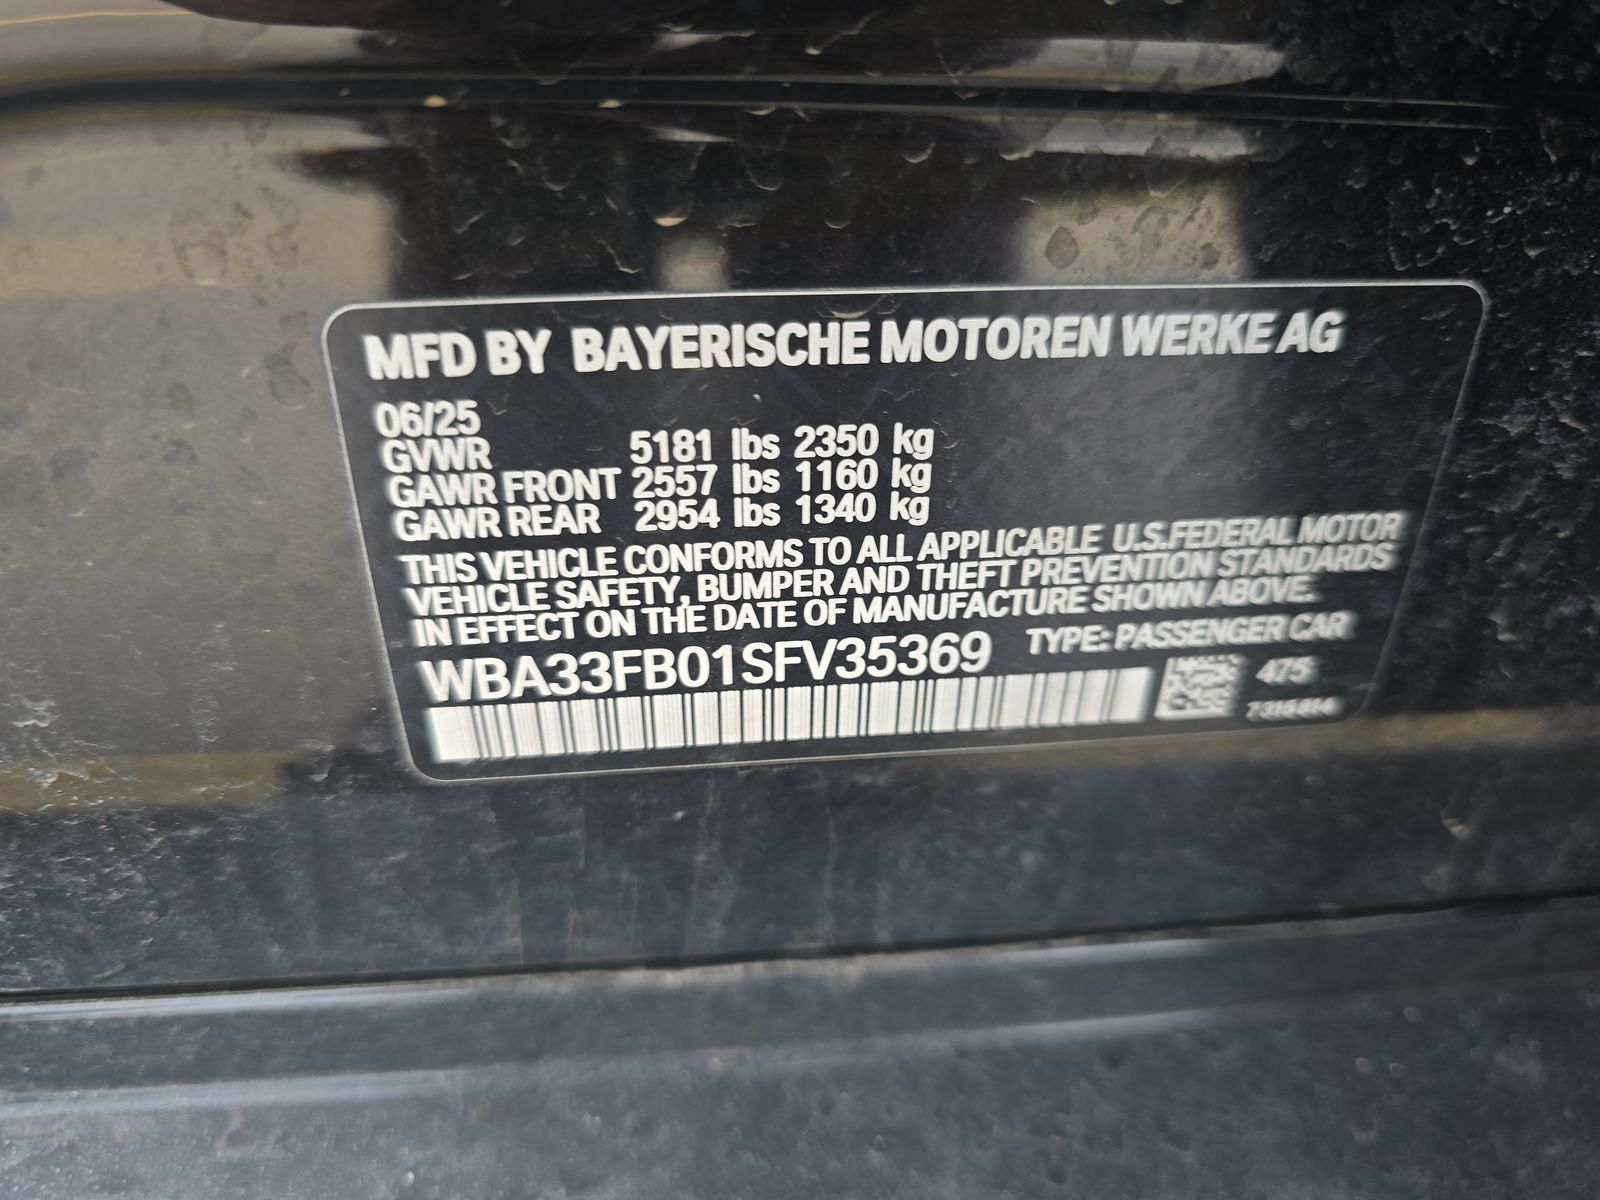 MFD BY BAYERISCHE MOTOREN WERKE AG
06/25
GVWR 5181 lbs 2350 kg
GAWR FRONT 2557 lbs 1160 kg
GAWR REAR 2954 lbs 1340 kg
THIS VEHICLE CONFORMS TO ALL APPLICABLE U.S.FEDERAL MOTOR
VEHICLE SAFETY, BUMPER AND THEFT PREVENTION STANDARDS
IN EFFECT ON THE DATE OF MANUFACTURE SHOWN ABOVE.
WBA33FB01SFV35369 TYPE: PASSENGER CAR
475
7315814